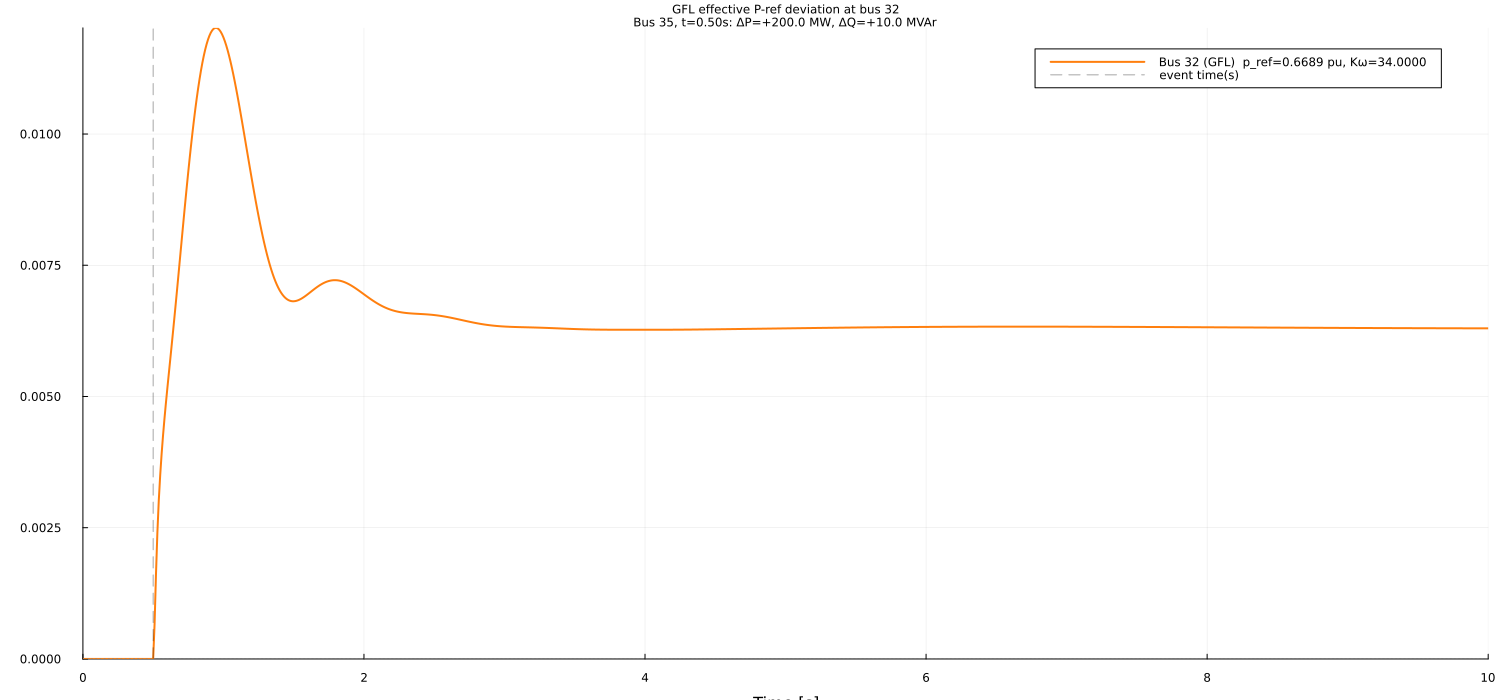 GFL effective P-ref deviation at bus 32
Bus 35, t=0.50s: ΔP=+200.0 MW, ΔQ=+10.0 MVAr
Bus 32 (GFL)  p_ref=0.6689 pu, Kω=34.0000
event time(s)
0.0100
0.0075
0.0050
0.0025
0.0000
0 2 4 6 8 10
Time [s]